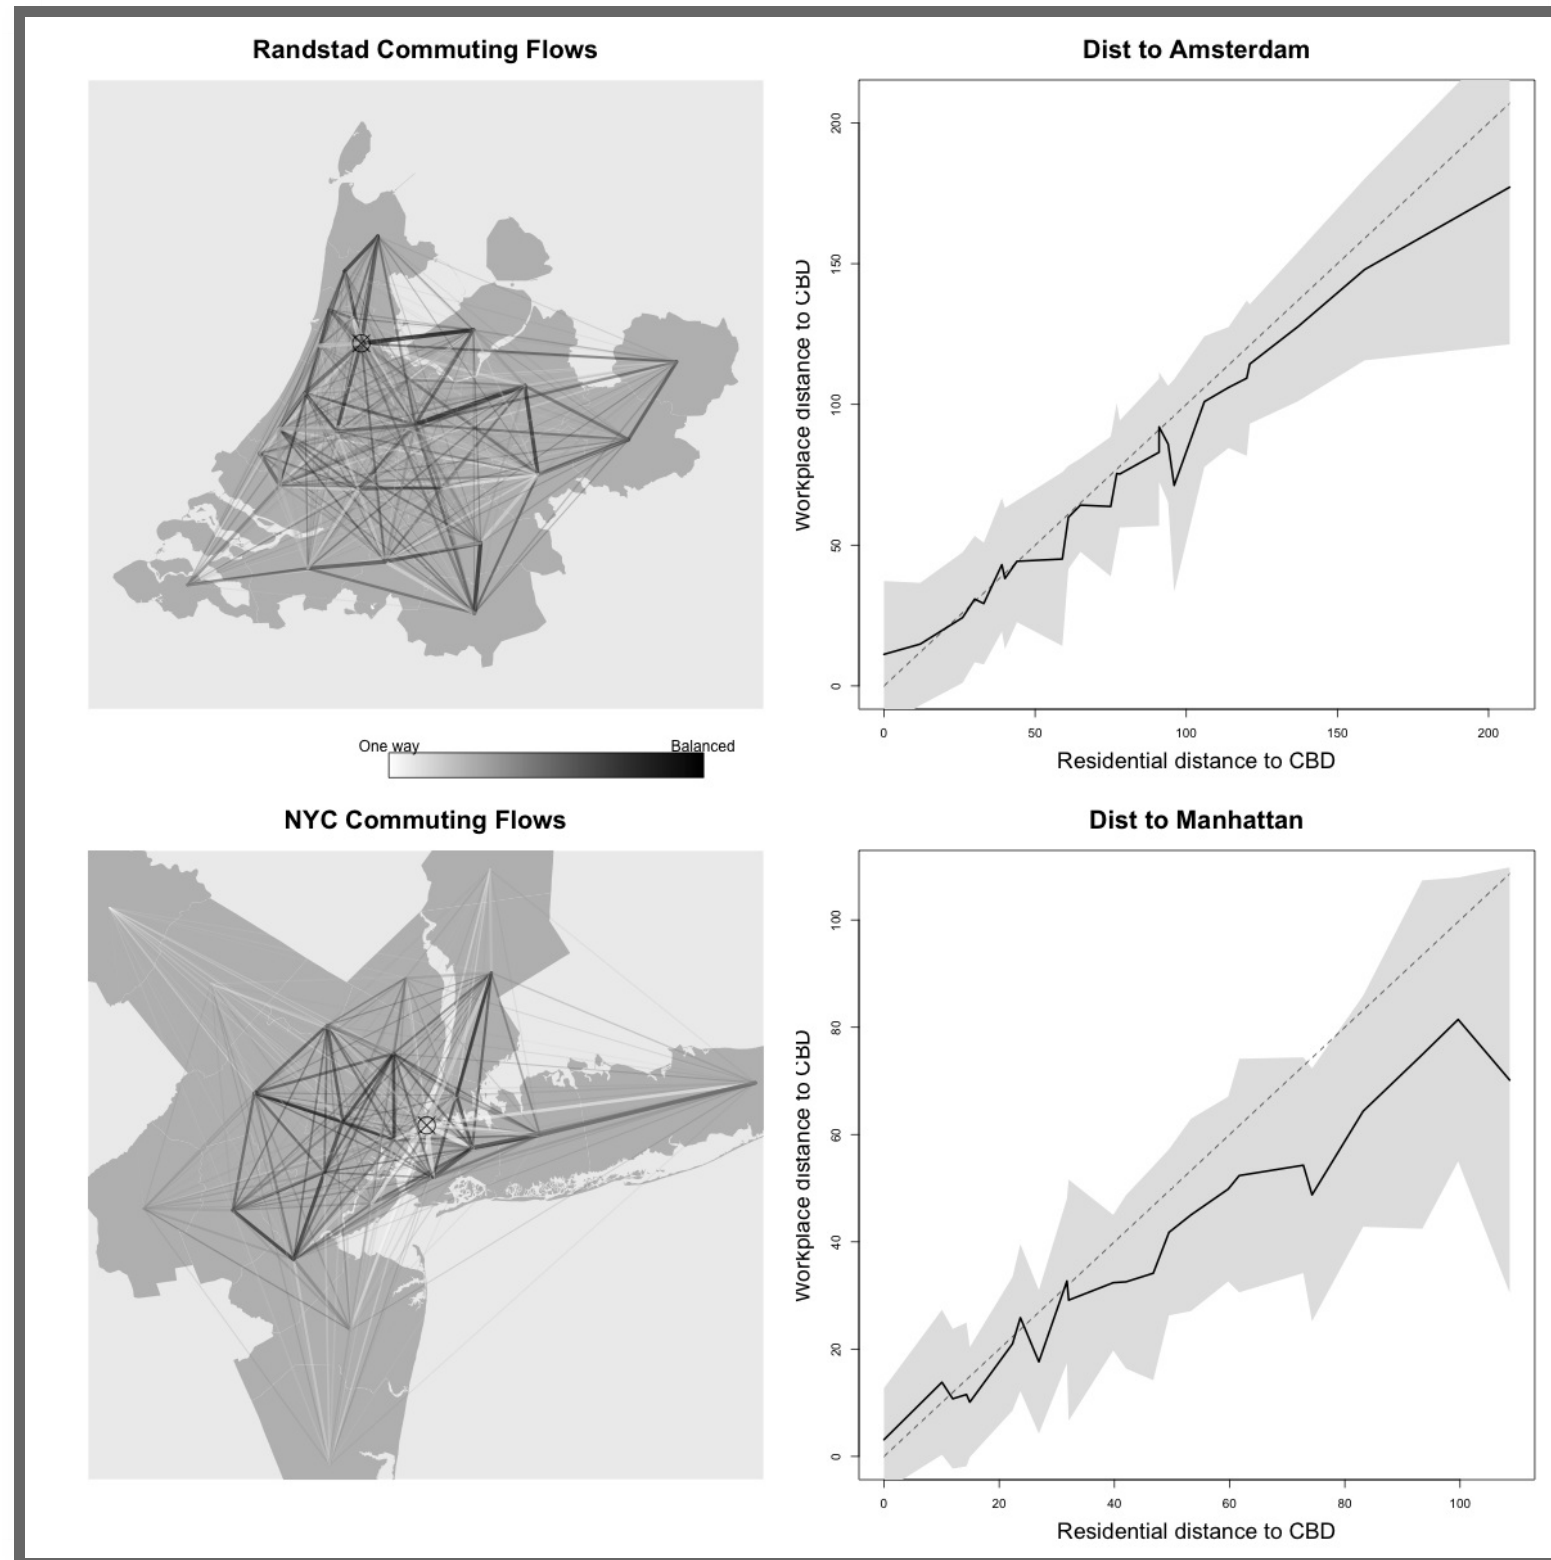 Randstad Commuting Flows
Dist to Amsterdam
Workplace distance to CBD
200
150
100
50
0
0 50 100 150 200
Residential distance to CBD
One way Balanced
NYC Commuting Flows
Dist to Manhattan
Workplace distance to CBD
100
80
60
40
20
0
0 20 40 60 80 100
Residential distance to CBD